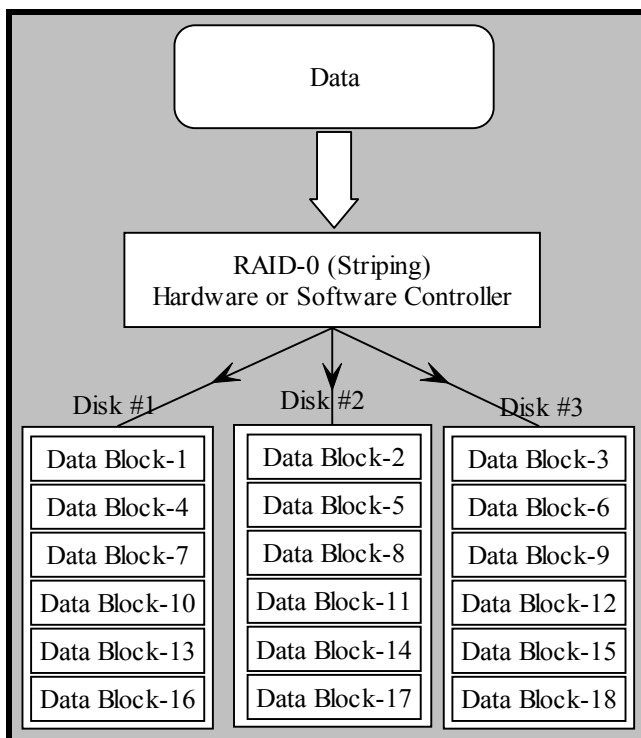 Data
RAID-0 (Striping)
Hardware or Software Controller
Disk #1
Disk #2
Disk #3
Data Block-1
Data Block-4
Data Block-7
Data Block-10
Data Block-13
Data Block-16
Data Block-2
Data Block-5
Data Block-8
Data Block-11
Data Block-14
Data Block-17
Data Block-3
Data Block-6
Data Block-9
Data Block-12
Data Block-15
Data Block-18